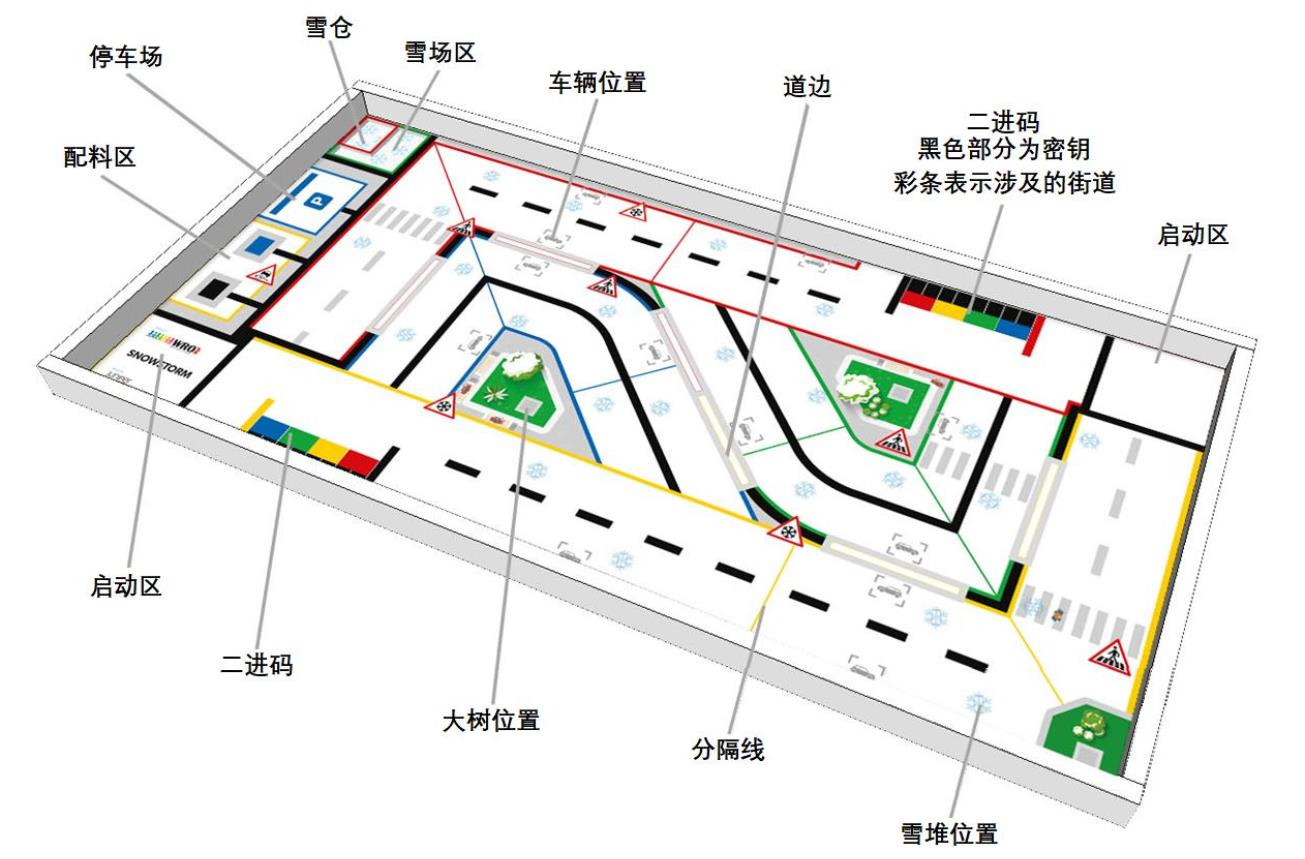 雪仓
停车场
雪场区
车辆位置
道边
二进码
黑色部分为密钥
彩条表示涉及的街道
配料区
启动区
P
WRO
SNOWSTORM
启动区
二进码
大树位置
分隔线
雪堆位置